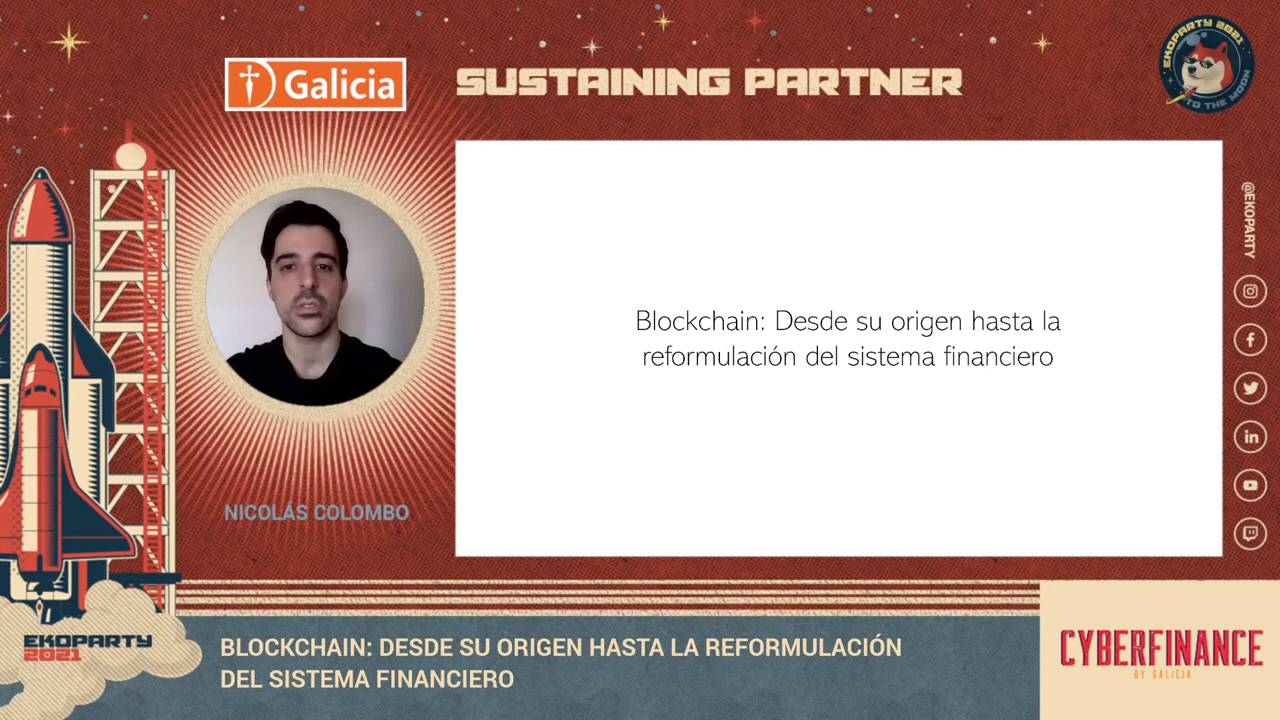 Galicia
SUSTAINING PARTNER
EKOPARTY 2021
TO THE MOON
Blockchain: Desde su origen hasta la
reformulación del sistema financiero
@EKOPARTY
in
NICOLÁS COLOMBO
EKOPARTY
2021
BLOCKCHAIN: DESDE SU ORIGEN HASTA LA REFORMULACIÓN
DEL SISTEMA FINANCIERO
CYBERFINANCE
BY GALICIA